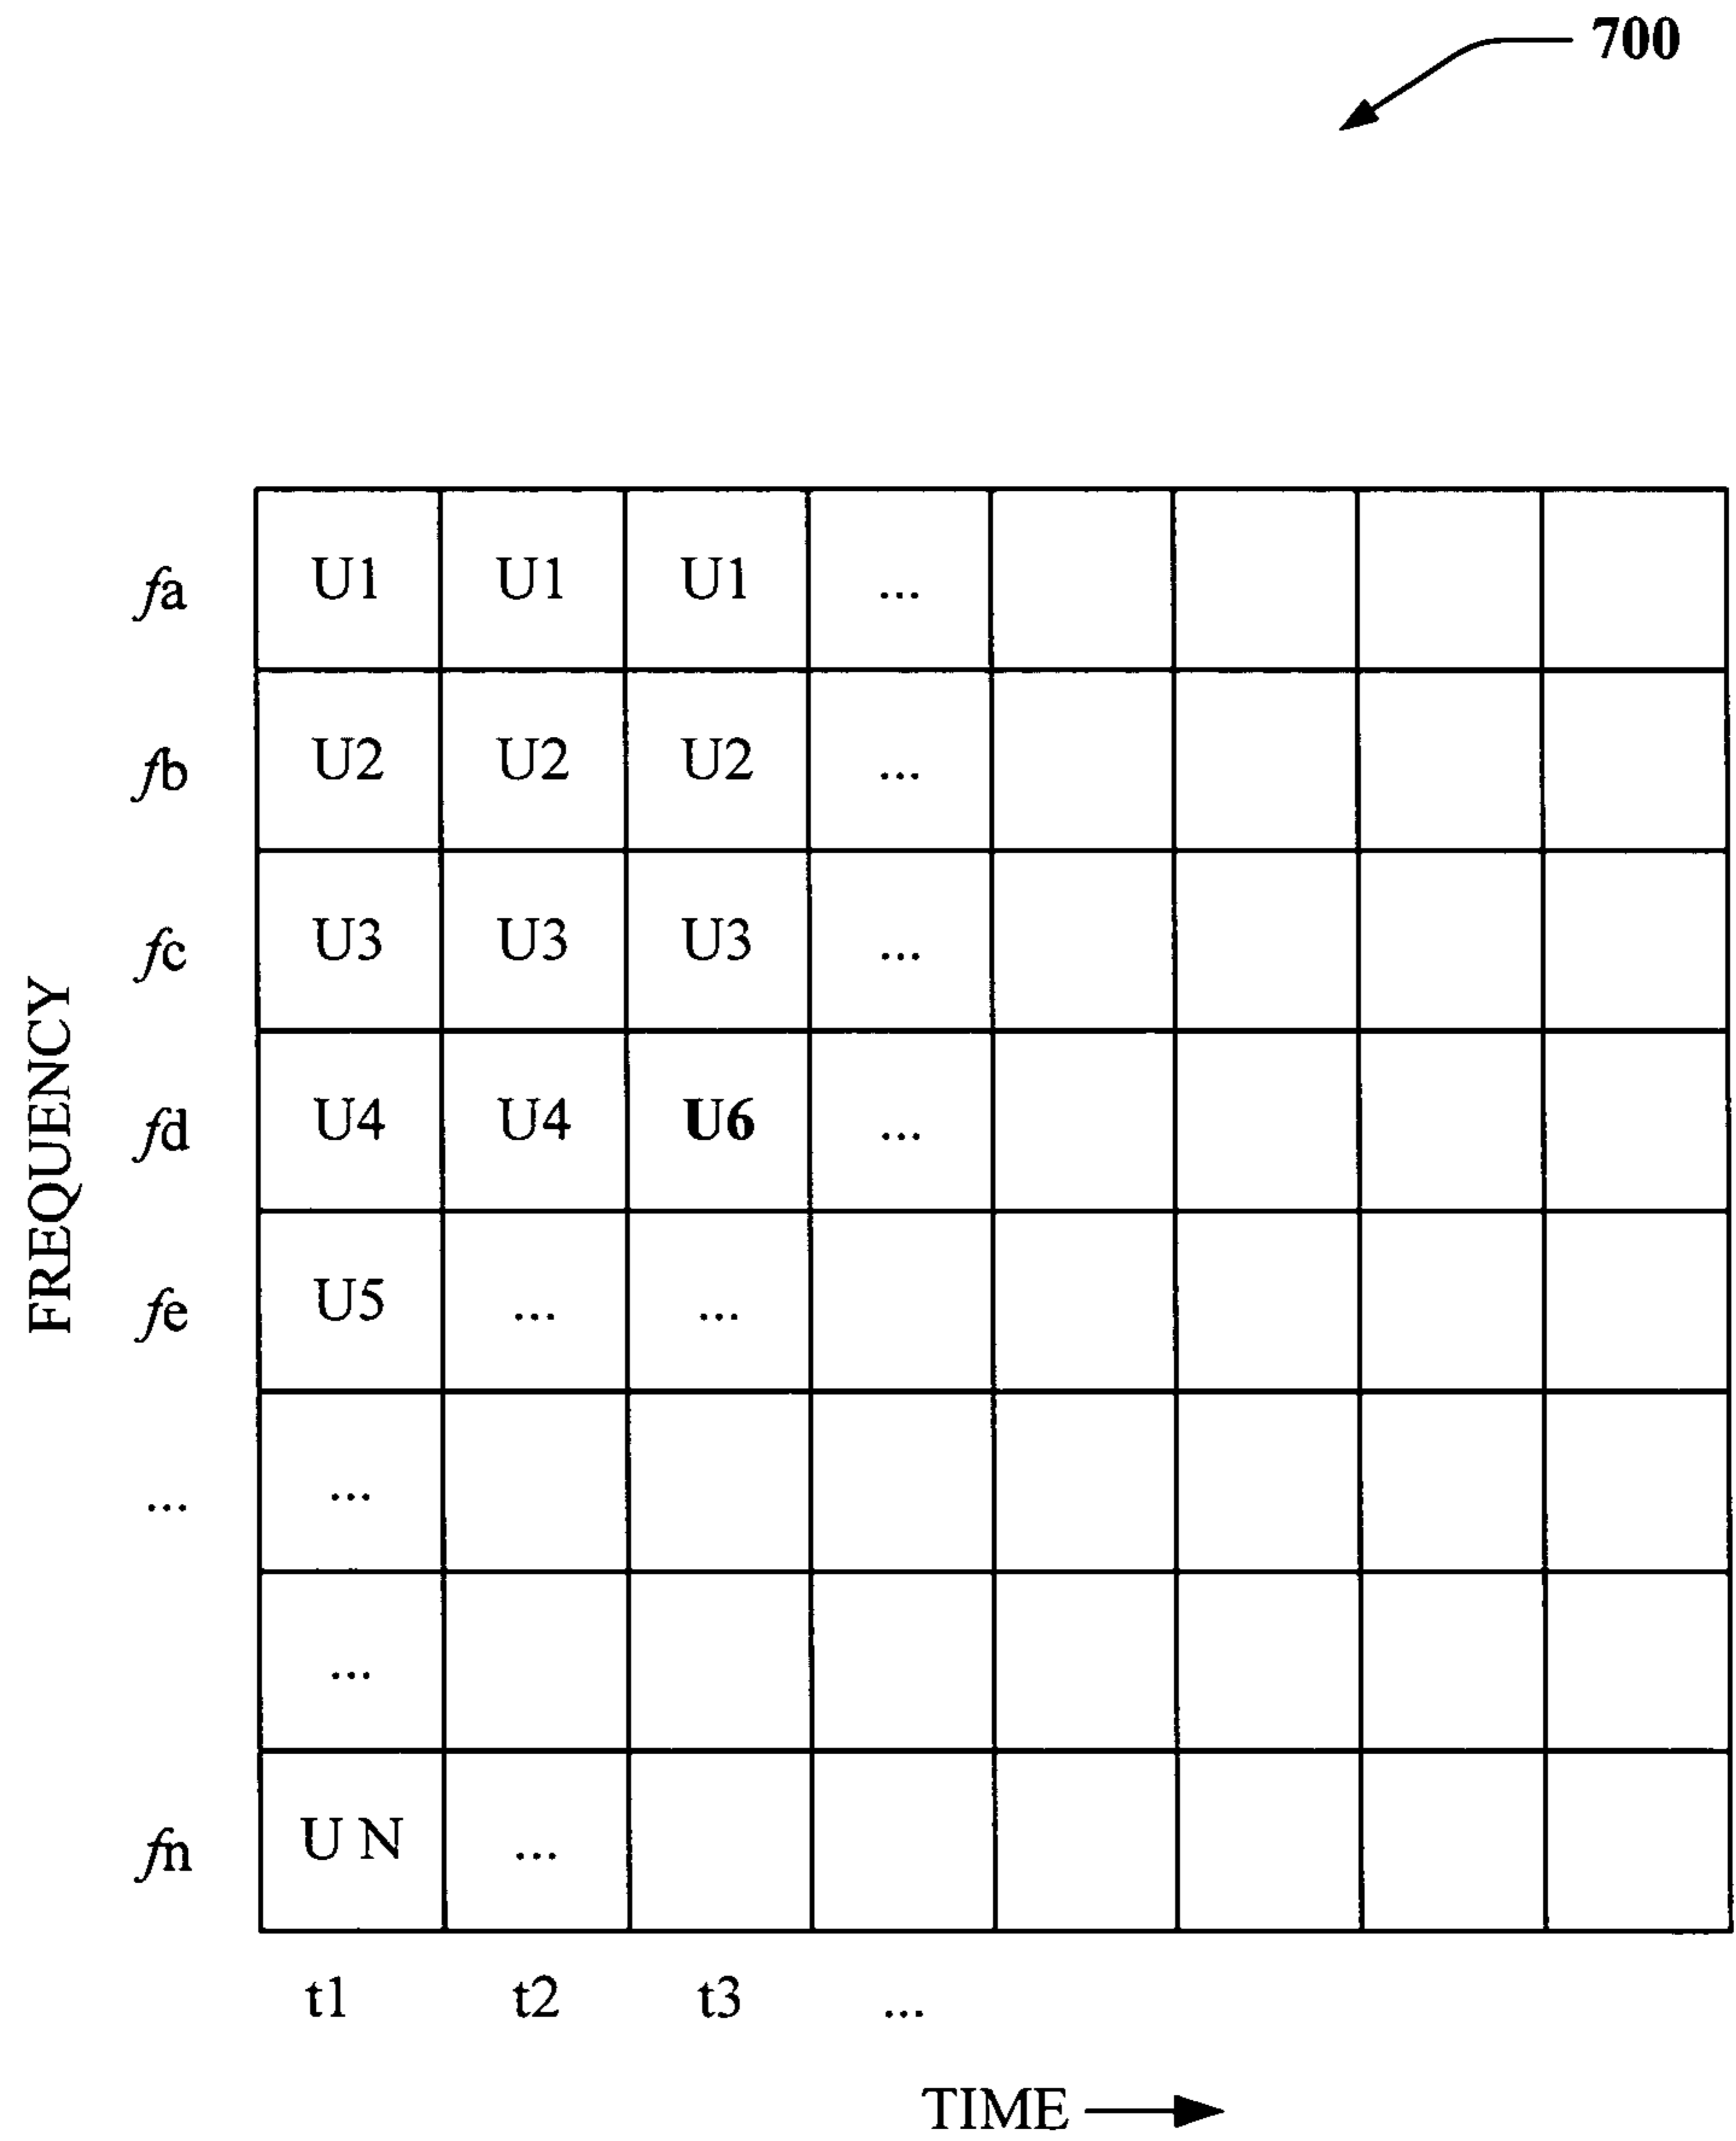 700
fa U1 U1 U1 ...
fb U2 U2 U2 ...
fc U3 U3 U3 ...
fd U4 U4 U6 ...
fe U5 ... ...
... ...
...
fn U N ...
FREQUENCY
t1 t2 t3 ...
TIME